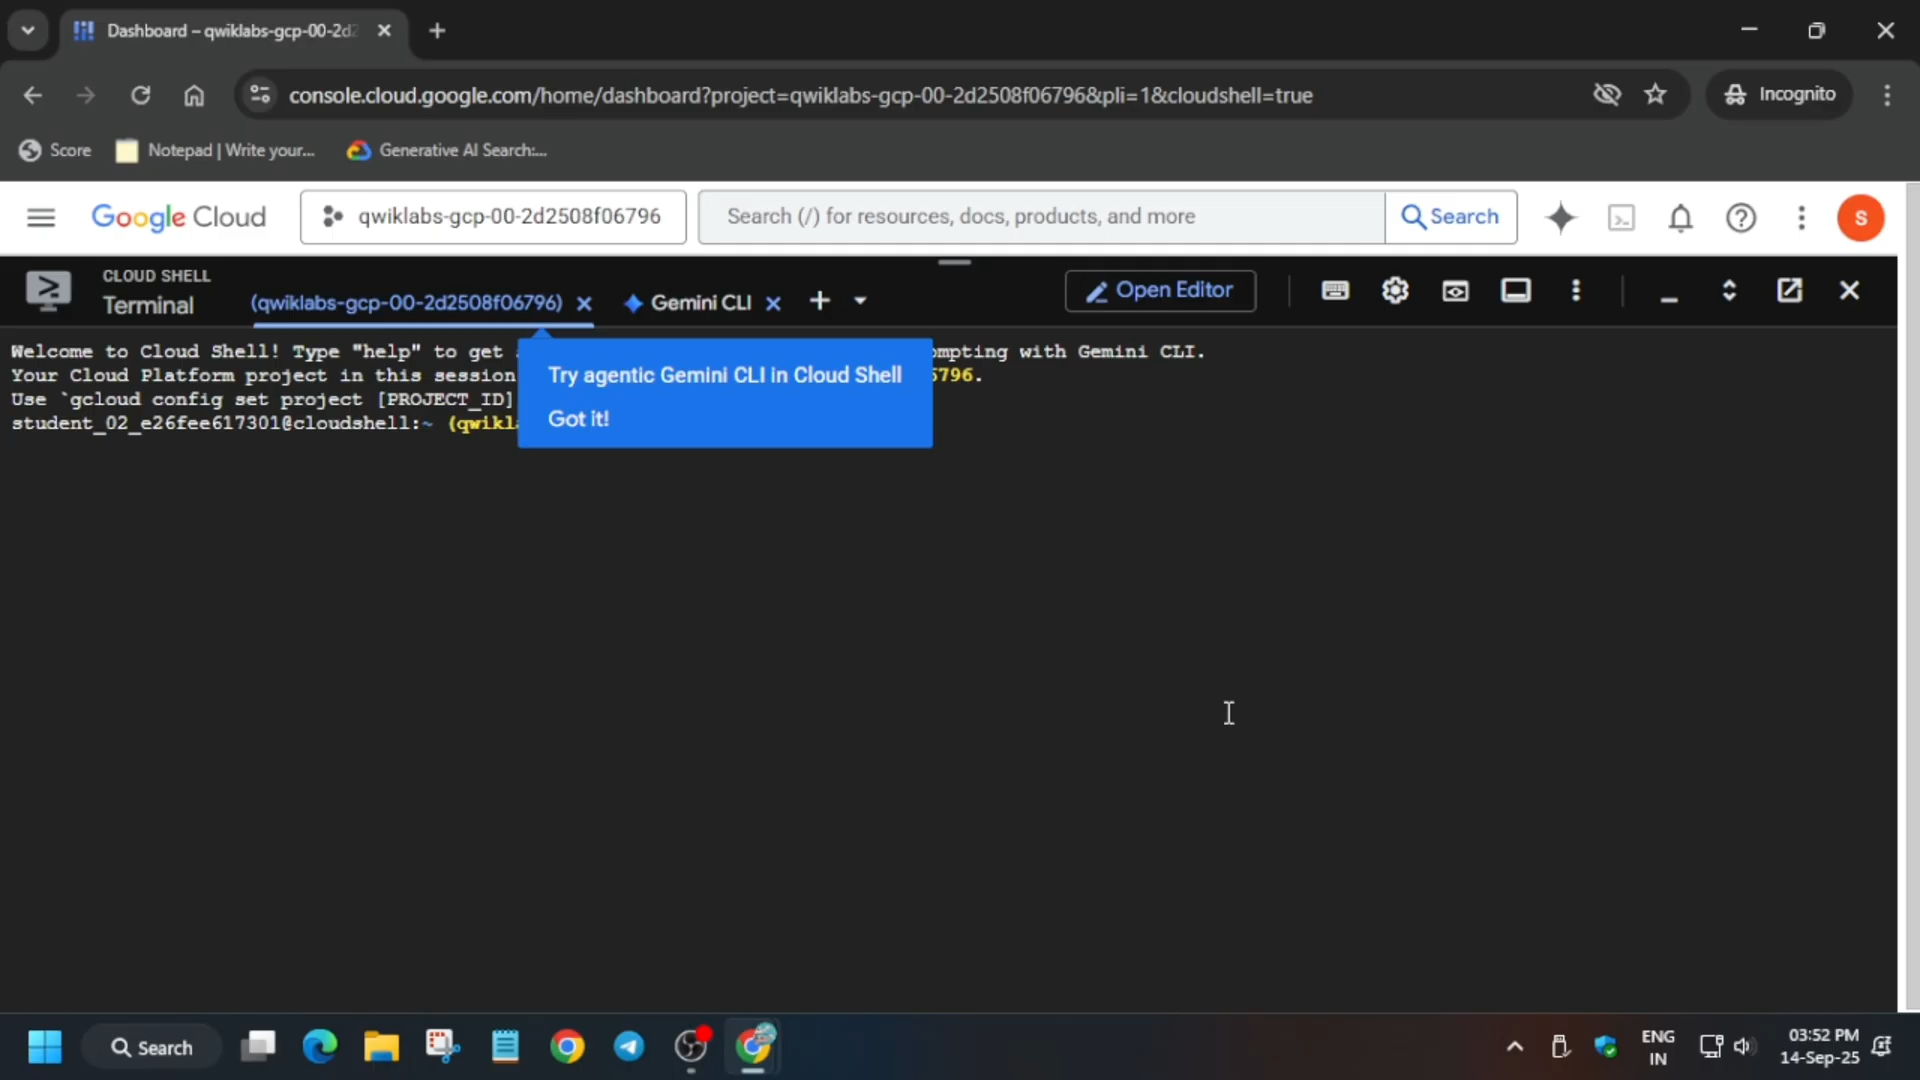 Dashboard – qwiklabs-gcp-00-2d2
console.cloud.google.com/home/dashboard?project=qwiklabs-gcp-00-2d2508f06796&pli=1&cloudshell=true
Incognito
Score
Notepad | Write your...
Generative AI Search:...
Google Cloud
qwiklabs-gcp-00-2d2508f06796
Search (/) for resources, docs, products, and more
Search
S
CLOUD SHELL
Terminal
(qwiklabs-gcp-00-2d2508f06796)
Gemini CLI
Open Editor
Welcome to Cloud Shell! Type "help" to get
ompting with Gemini CLI.
Your Cloud Platform project in this session
6796.
Use `gcloud config set project [PROJECT_ID]
student_02_e26fee617301@cloudshell:~ (qwikl
Try agentic Gemini CLI in Cloud Shell
Got it!
Search
ENG
IN
03:52 PM
14-Sep-25